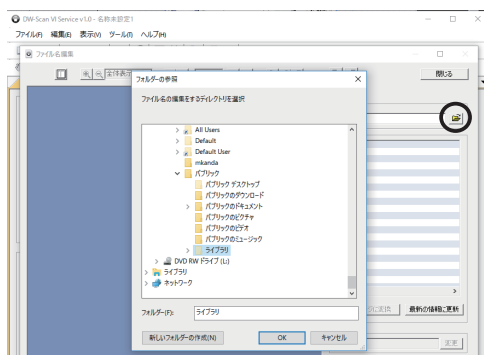 DW-Scan VI Service v1.0 - 名称未設定1
ファイル(F) 編集(E) 表示(V) ツール(T) ヘルプ(H)
ファイル名編集
全体表示
閉じる
フォルダーの参照
ファイル名の編集をするディレクトリを選択
All Users
Default
Default User
mkanda
パブリック
パブリック デスクトップ
パブリックのダウンロード
パブリックのドキュメント
パブリックのピクチャ
パブリックのビデオ
パブリックのミュージック
ライブラリ
DVD RW ドライブ (L:)
ライブラリ
ネットワーク
フォルダー(F): ライブラリ
に変換 最新の情報に更新
新しいフォルダーの作成(N) OK キャンセル
変更